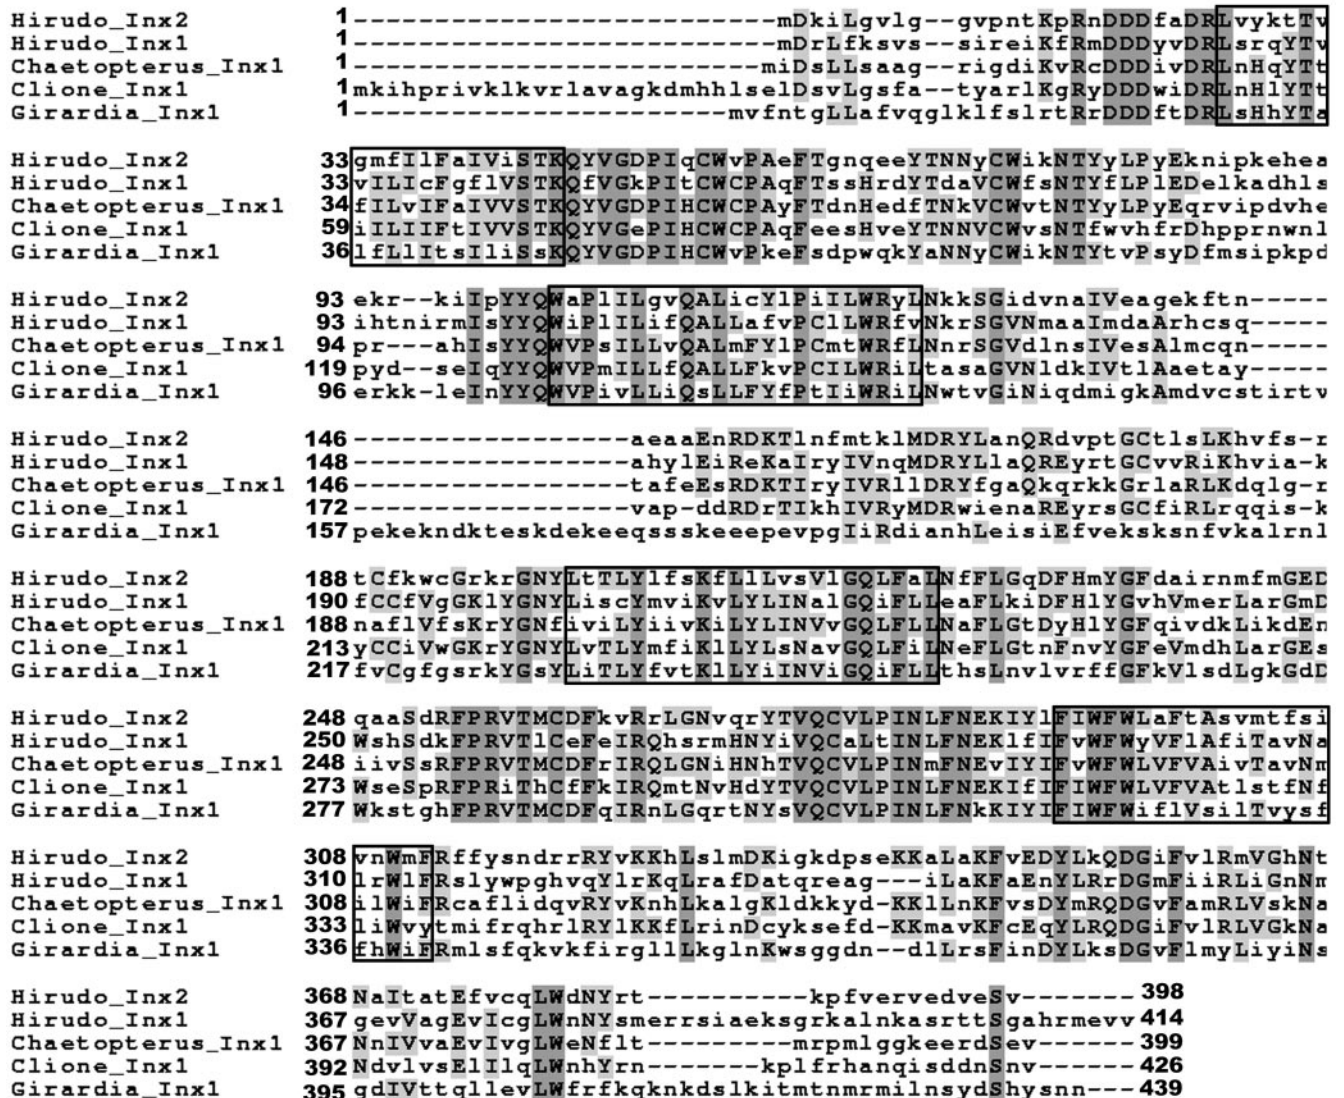 Hirudo_Inx2 1 --------------------------mDkiLgvlg--gvpntKpRnDDDfaDRLvyktTv
Hirudo_Inx1 1 --------------------------mDrLfksvs--sireiKfRmDDDyvDRLsrqYTv
Chaetopterus_Inx1 1 -------------------------miDsLLsaag--rigdiKvRcDDDivDRLnHqYTt
Clione_Inx1 1 mkihprivklkvrlavagkdmhhlselDsvLgsfa--tyarlKgRyDDDwiDRLnHlYTt
Girardia_Inx1 1 -----------------------mvfntgLLafvqglklfslrtRrDDDftDRLsHhYTa
Hirudo_Inx2 33 gmfIlFaIViSTKQYVGDPIqCWvPAeFTgnqeeYTNNyCWikNTYyLPyEknipkehea
Hirudo_Inx1 33 vILIcFgflVSTKQfVGkPItCWCPAqFTssHrdYTdaVCWfsNTYfLPlEDelkadhls
Chaetopterus_Inx1 34 fILvIFaIVVSTKQYVGDPIHCWCPAyFTdnHedfTNkVCWvtNTYyLPyEqrvipdvhe
Clione_Inx1 59 iILIIFtIVVSTKQYVGePIHCWCPAqFeesHveYTNNVCWvsNTfwvhfrDhpprnwnl
Girardia_Inx1 36 lfLlItsIliSsKQYVGDPIHCWvPkeFsdpwqkYaNNyCWikNTYtvPsyDfmsipkpd
Hirudo_Inx2 93 ekr--kiIpYYQWaPlILgvQALicYlPiILWRyLNkkSGidvnaIVeagekftn-----
Hirudo_Inx1 93 ihtnirmIsYYQWiPlILifQALLafvPClLWRfvNkrSGVNmaaImdaArhcsq-----
Chaetopterus_Inx1 94 pr---ahIsYYQWVPsILLvQALmFYlPCmtWRfLNnrSGVdlnsIVesAlmcqn-----
Clione_Inx1 119 pyd--seIqYYQWVPmILLfQALLFkvPCILWRiLtasaGVNldkIVtlAaetay-----
Girardia_Inx1 96 erkk-leInYYQWVPivLLiQsLLFYfPtIiWRiLNwtvGiNiqdmigkAmdvcstirtv
Hirudo_Inx2 146 -----------------aeaaEnRDKTlnfmtklMDRYLanQRdvptGCtlsLKhvfs-r
Hirudo_Inx1 148 -----------------ahylEiReKaIryIVnqMDRYLlaQREyrtGCvvRiKhvia-k
Chaetopterus_Inx1 146 -----------------tafeEsRDKTIryIVRllDRYfgaQkqrkkGrlaRLKdqlg-r
Clione_Inx1 172 -----------------vap-ddRDrTIkhIVRyMDRwienaREyrsGCfiRLrqqis-k
Girardia_Inx1 157 pekekndkteskdekeeqssskeeepevpgIiRdianhLeisiEfveksksnfvkalrnl
Hirudo_Inx2 188 tCfkwcGrkrGNYLtTLYlfsKfLlLvsVlGQLFaLNfFLGqDFHmYGFdairnmfmGED
Hirudo_Inx1 190 fCCfvgGKlYGNYLiscYmviKvLYLINalGQiFLLeaFLkiDFHlYGvhVmerLarGmD
Chaetopterus_Inx1 188 naflVfsKrYGNfiviLYiivKiLYLINVvGQLFLLNaFLGtDyHlYGFqivdkLikdEn
Clione_Inx1 213 yCCiVwGKrYGNYLvTLYmfiKlLYLsNavGQLFiLNeFLGtnFnvYGFeVmdhLarGEs
Girardia_Inx1 217 fvCgfgsrkYGsYLiTLYfvtKlLYiINViGQiFLLthsLnvlvrffGFkVlsdLgkGdD
Hirudo_Inx2 248 qaaSdRFPRVTMCDFkvRrLGNvqrYTVQCVLPINLFNEKIYlFIWFWLaFtAsvmtfsi
Hirudo_Inx1 250 WshSdkFPRVTlCeFeIRQhsrmHNYiVQCaLtINLFNEKlfIFvWFWyVFlAfiTavNa
Chaetopterus_Inx1 248 iivSsRFPRVTMCDFrIRQLGNiHNhTVQCVLPINmFNEvIYIFvWFWLVFVAivTavNm
Clione_Inx1 273 WseSpRFPRiThCfFkIRQmtNvHdYTVQCVLPINLFNEKIfIFIWFWLVFVAtlstfNf
Girardia_Inx1 277 WkstghFPRVTMCDFqIRnLGqrtNYsVQCVLPINLFNkKIYIFIWFWiflVsilTvysf
Hirudo_Inx2 308 vnWmFRffysndrrRYvKKhLslmDKigkdpseKKaLaKFvEDYLkQDGiFvlRmVGhNt
Hirudo_Inx1 310 lrWlFRslywpghvqYlrKqLrafDatqreag---iLaKFaEnYLRrDGmFiiRLiGnNm
Chaetopterus_Inx1 308 ilWiFRcaflidqvRYvKnhLkalgKldkkyd-KKlLnKFvsDYmRQDGvFamRLVskNa
Clione_Inx1 333 liWvytmifrqhrlRYlKKfLrinDcyksefd-KKmavKFcEqYLRQDGiFvlRLVGkNa
Girardia_Inx1 336 fhWiFRmlsfqkvkfirglLkglnKwsggdn--dlLrsFinDYLksDGvFlmyLiyiNs
Hirudo_Inx2 368 NaItatEfvcqLWdNYrt----------kpfvervedveSv------- 398
Hirudo_Inx1 367 gevVagEvIcgLWnNYsmerrsiaeksgrkalnkasrttSgahrmevv 414
Chaetopterus_Inx1 367 NnIVvaEvIvgLWeNflt---------mrpmlggkeerdSev------ 399
Clione_Inx1 392 NdvlvsElIlqLWnhYrn-------kplfrhanqisddnSnv------ 426
Girardia_Inx1 395 gdIVttqllevLWfrfkqknkdslkitmtnmrmilnsydShysnn--- 439